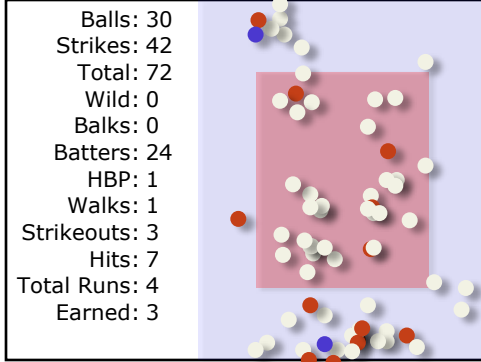 Balls: 30
Strikes: 42
Total: 72
Wild: 0
Balks: 0
Batters: 24
HBP: 1
Walks: 1
Strikeouts: 3
Hits: 7
Total Runs: 4
Earned: 3